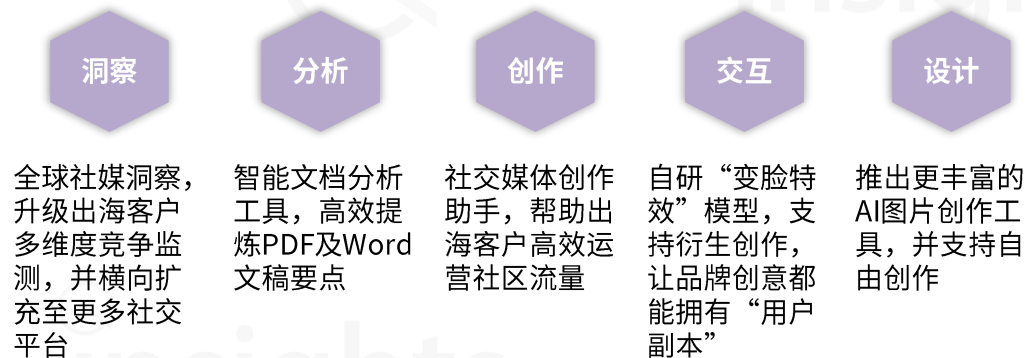 洞察
全球社媒洞察，
升级出海客户
多维度竞争监
测，并横向扩
充至更多社交
平台
分析
智能文档分析
工具，高效提
炼PDF及Word
文稿要点
创作
社交媒体创作
助手，帮助出
海客户高效运
营社区流量
交互
自研“变脸特
效”模型，支
持衍生创作，
让品牌创意都
能拥有“用户
副本”
设计
推出更丰富的
AI图片创作工
具，并支持自
由创作